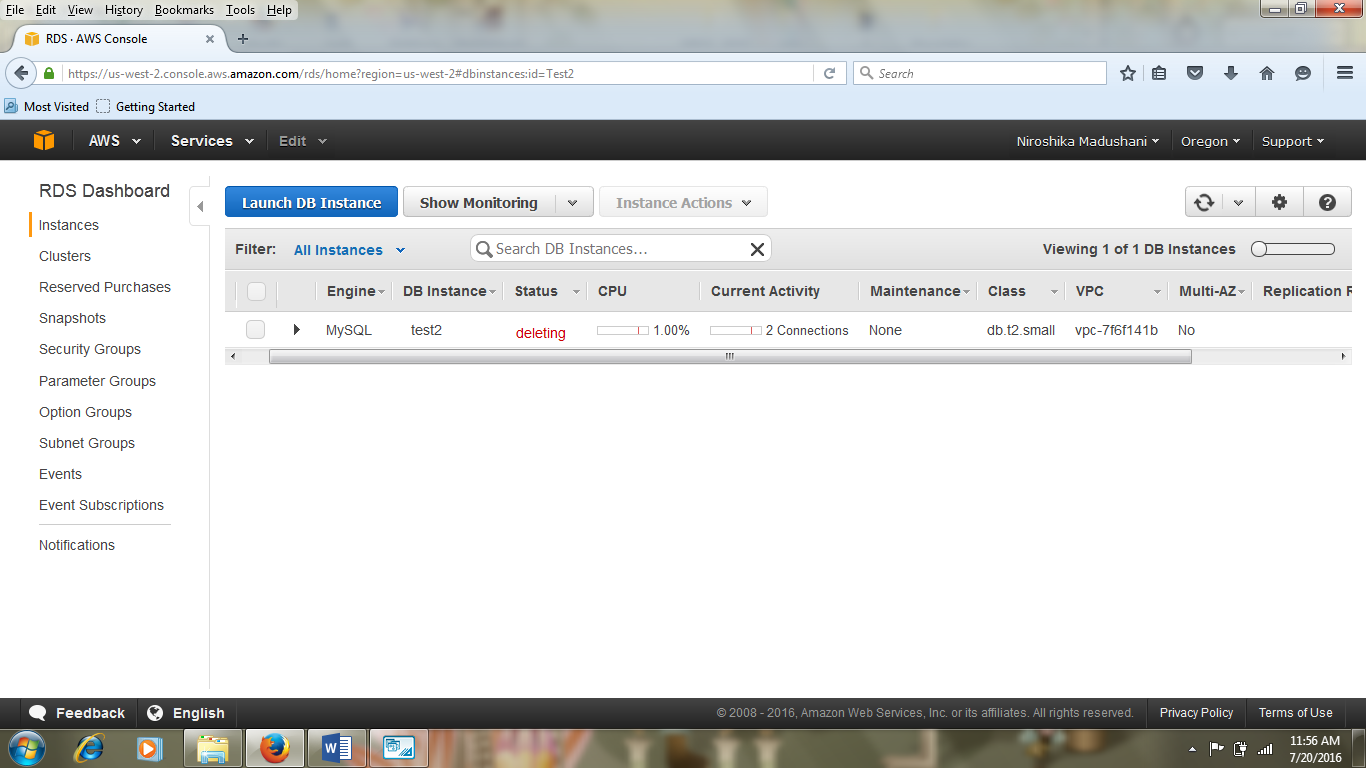 File Edit View History Bookmarks Tools Help
RDS · AWS Console
https://us-west-2.console.aws.amazon.com/rds/home?region=us-west-2#dbinstances:id=Test2
Search
Most Visited Getting Started
AWS Services Edit Niroshika Madushani Oregon Support
RDS Dashboard
Instances
Clusters
Reserved Purchases
Snapshots
Security Groups
Parameter Groups
Option Groups
Subnet Groups
Events
Event Subscriptions
Notifications
Launch DB Instance Show Monitoring Instance Actions
Filter: All Instances Search DB Instances... Viewing 1 of 1 DB Instances
Engine DB Instance Status CPU Current Activity Maintenance Class VPC Multi-AZ Replication R
MySQL test2 deleting 1.00% 2 Connections None db.t2.small vpc-7f6f141b No
Feedback English © 2008 - 2016, Amazon Web Services, Inc. or its affiliates. All rights reserved. Privacy Policy Terms of Use
11:56 AM
7/20/2016